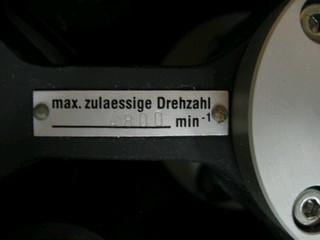 max. zulaessige Drehzahl
min⁻¹